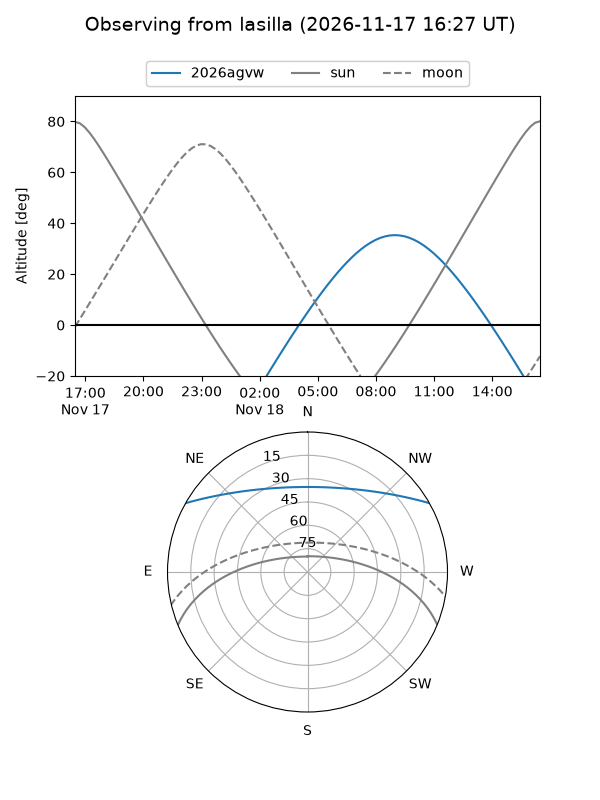 Observing from lasilla (2026-11-17 16:27 UT)
2026agvw sun moon
Altitude [deg]
80
60
40
20
0
−20
17:00 20:00 23:00 02:00 05:00 08:00 11:00 14:00
Nov 17 Nov 18
N
NE NW
15
30
45
60
75
E W
SE SW
S